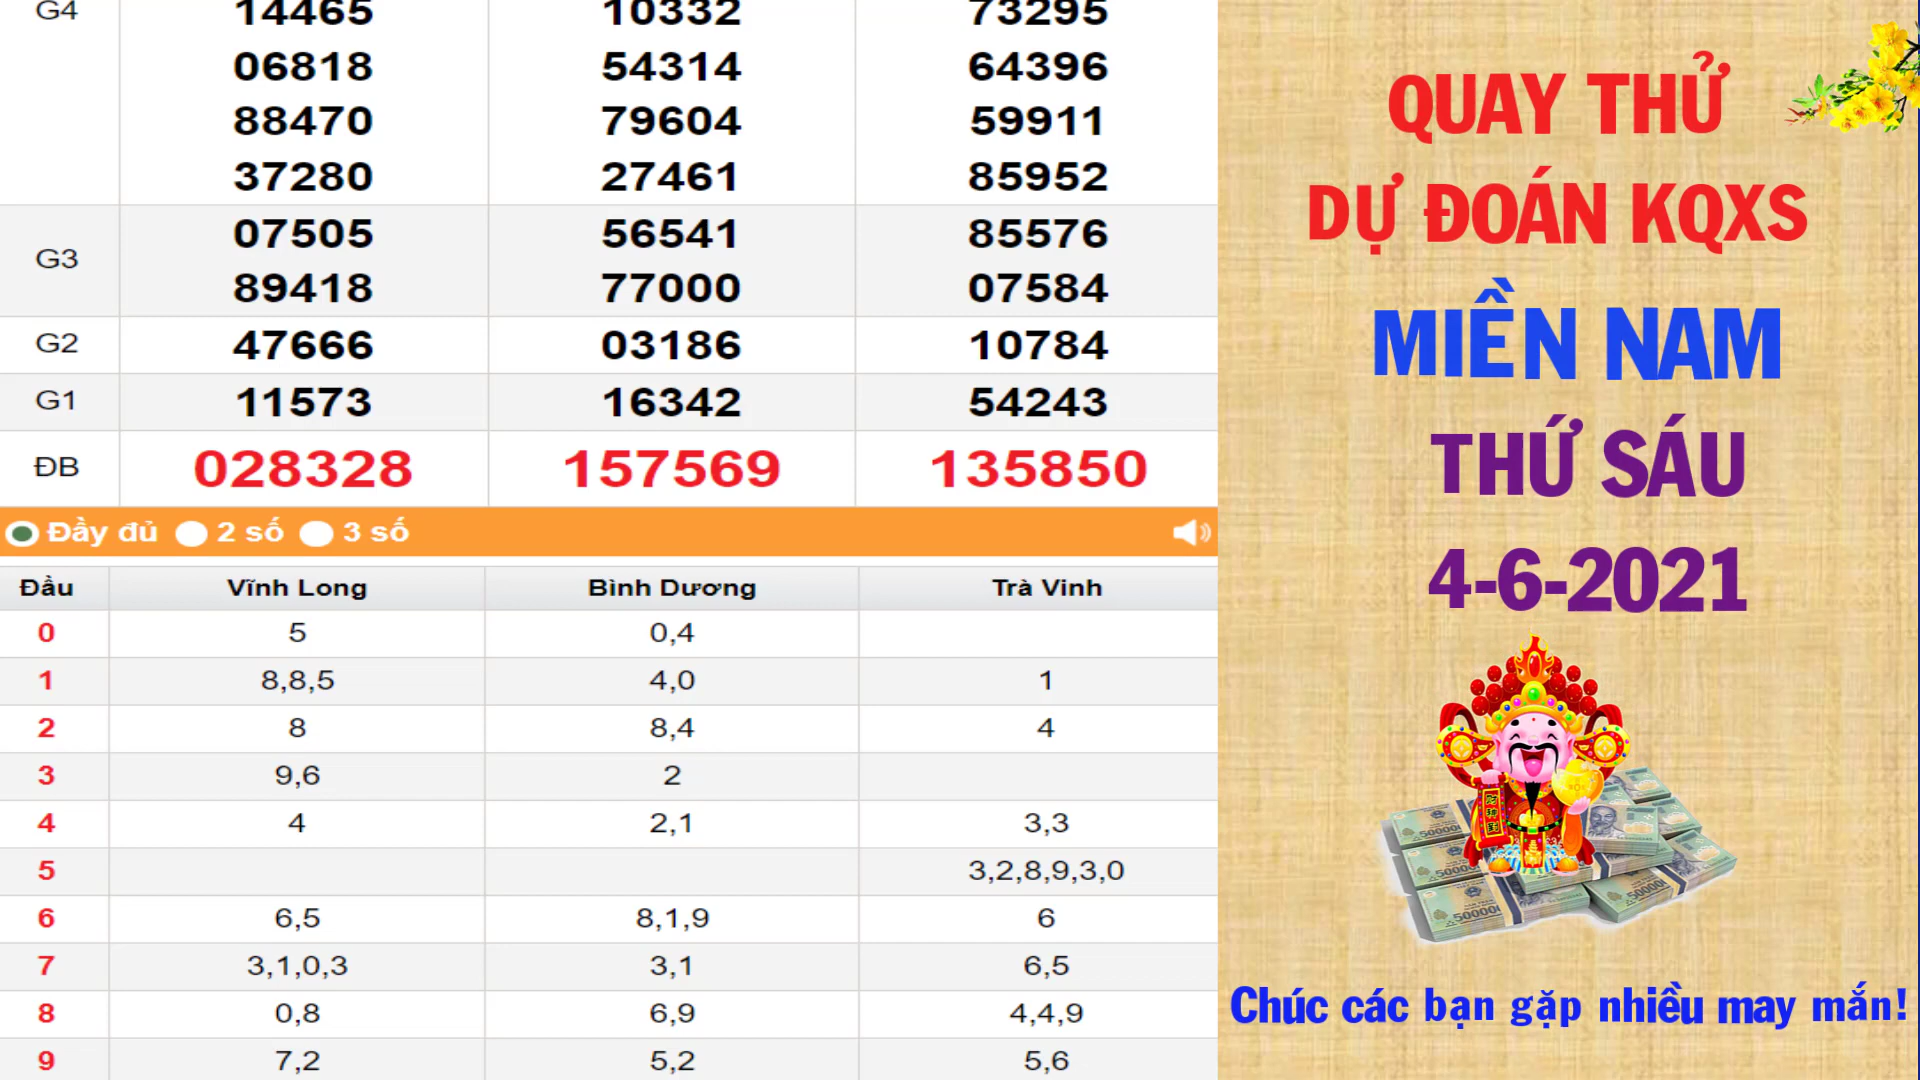 G4 14465 10332 73295
06818 54314 64396
88470 79604 59911
37280 27461 85952
G3 07505 56541 85576
89418 77000 07584
G2 47666 03186 10784
G1 11573 16342 54243
ĐB 028328 157569 135850
Đầy đủ 2 số 3 số
Đầu Vĩnh Long Bình Dương Trà Vinh
0 5 0,4
1 8,8,5 4,0 1
2 8 8,4 4
3 9,6 2
4 4 2,1 3,3
5 3,2,8,9,3,0
6 6,5 8,1,9 6
7 3,1,0,3 3,1 6,5
8 0,8 6,9 4,4,9
9 7,2 5,2 5,6
QUAY THỬ
DỰ ĐOÁN KQXS
MIỀN NAM
THỨ SÁU
4-6-2021
Chúc các bạn gặp nhiều may mắn!